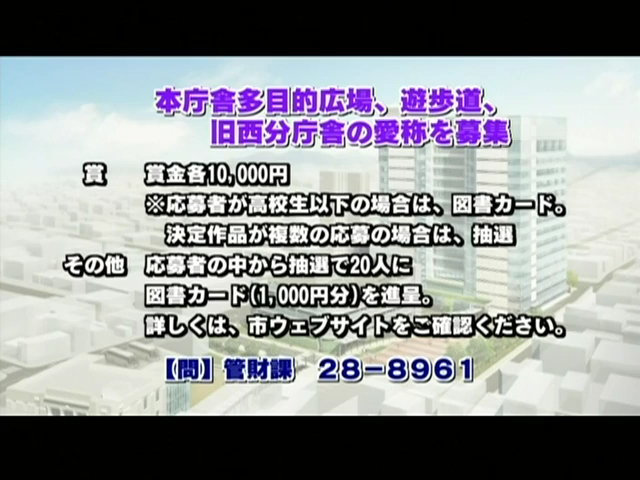 本庁舎多目的広場、遊歩道、
旧西分庁舎の愛称を募集
賞 賞金各10,000円
※応募者が高校生以下の場合は、図書カード。
決定作品が複数の応募の場合は、抽選
その他 応募者の中から抽選で20人に
図書カード(1,000円分)を進呈。
詳しくは、市ウェブサイトをご確認ください。
【問】管財課 28-8961